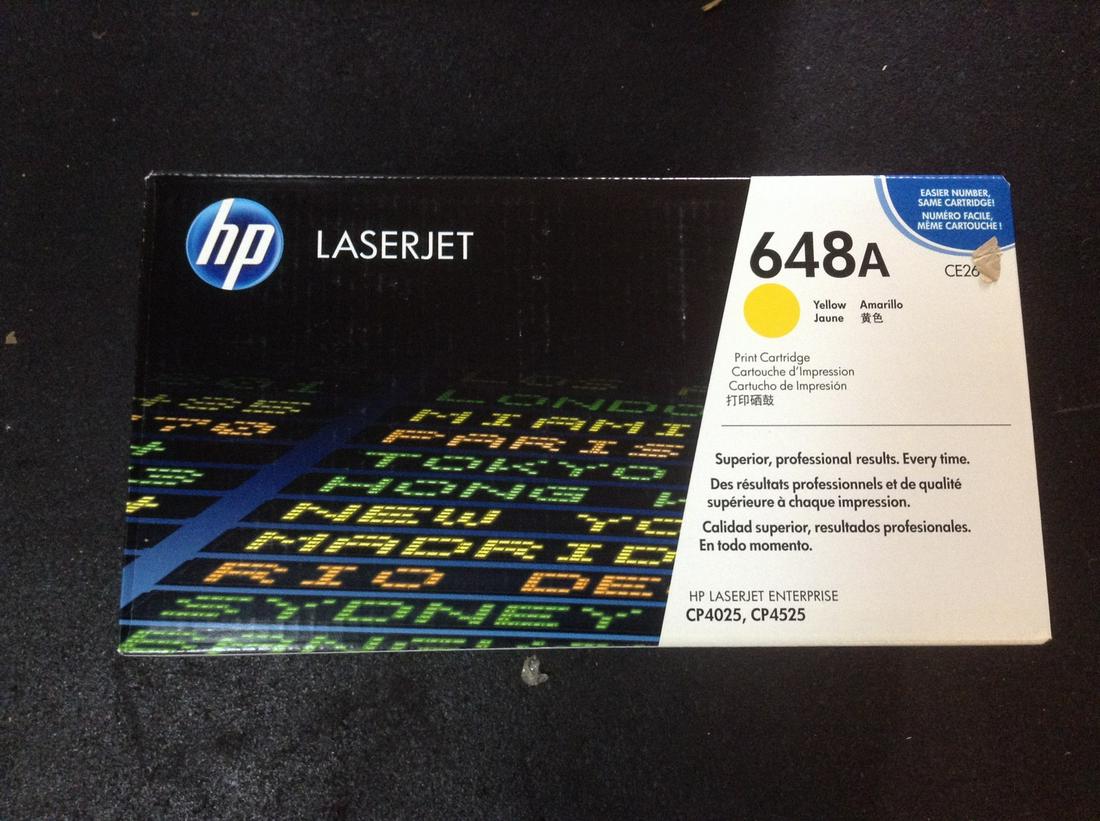 hp LASERJET
EASIER NUMBER,
SAME CARTRIDGE!
NUMÉRO FACILE,
MÊME CARTOUCHE !
648A
Yellow Amarillo
Jaune 黄色
Print Cartridge
Cartouche d'Impression
Cartucho de Impresión
打印硒鼓
Superior, professional results. Every time.
Des résultats professionnels et de qualité
supérieure à chaque impression.
Calidad superior, resultados profesionales.
En todo momento.
HP LASERJET ENTERPRISE
CP4025, CP4525
LONDO
MIAMI
PARIS
TOKYO
HONG
NEW YO
MADRID
RIO DE
SYDNEY